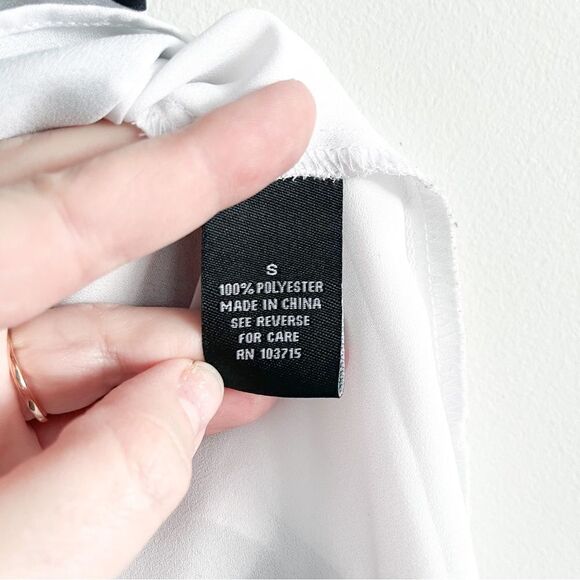 S
100% POLYESTER
MADE IN CHINA
SEE REVERSE
FOR CARE
RN 103715